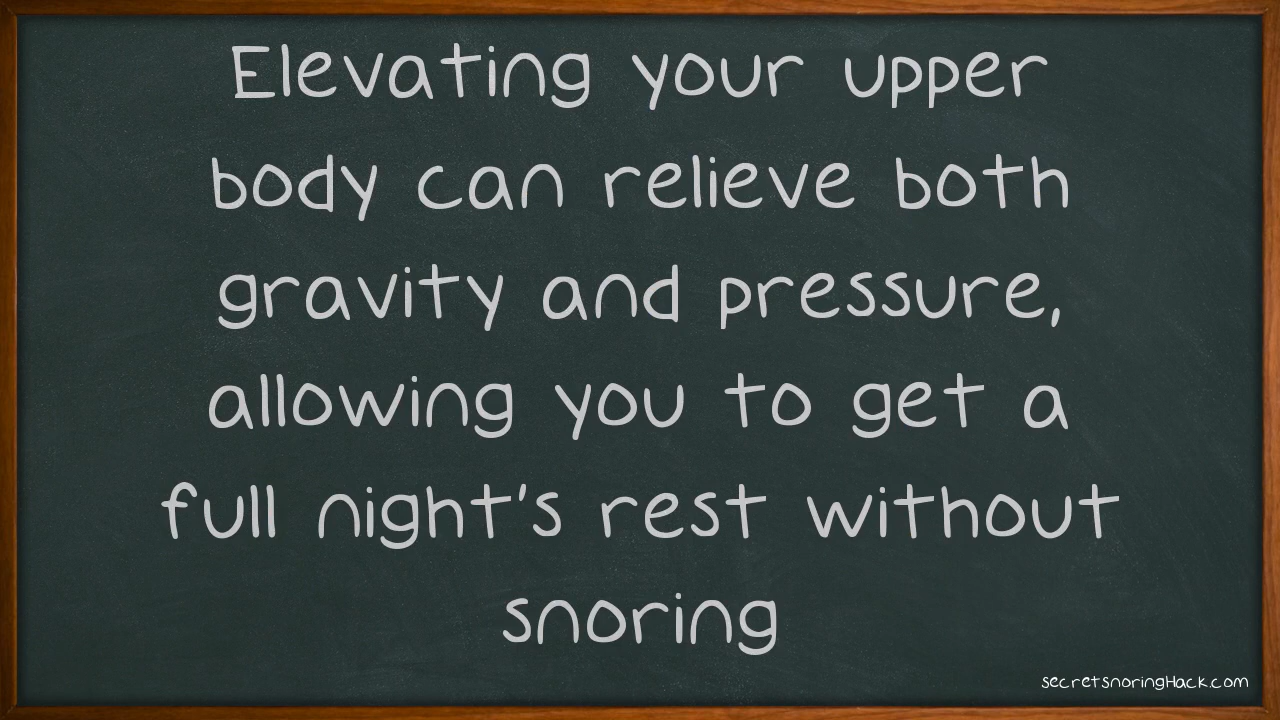 Elevating your upper
body can relieve both
gravity and pressure,
allowing you to get a
full night's rest without
snoring
secretsnoringHack.com